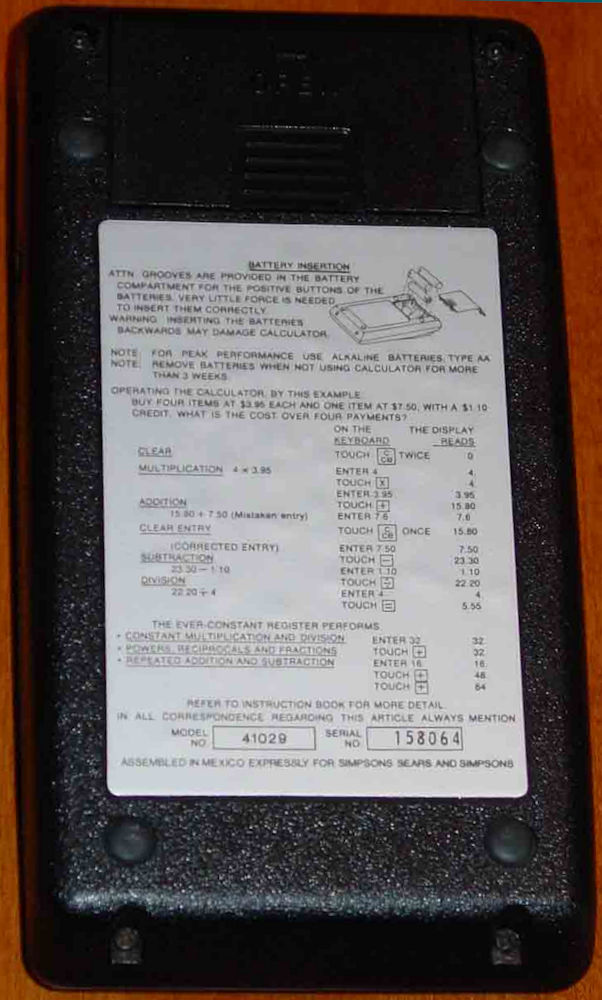 OPEN
BATTERY INSERTION
ATTN. GROOVES ARE PROVIDED IN THE BATTERY
COMPARTMENT FOR THE POSITIVE BUTTONS OF THE
BATTERIES. VERY LITTLE FORCE IS NEEDED
TO INSERT THEM CORRECTLY.
WARNING: INSERTING THE BATTERIES
BACKWARDS MAY DAMAGE CALCULATOR.
NOTE: FOR PEAK PERFORMANCE USE ALKALINE BATTERIES, TYPE AA
NOTE: REMOVE BATTERIES WHEN NOT USING CALCULATOR FOR MORE
THAN 3 WEEKS.
OPERATING THE CALCULATOR, BY THIS EXAMPLE.
BUY FOUR ITEMS AT $3.95 EACH AND ONE ITEM AT $7.50, WITH A $1.10
CREDIT. WHAT IS THE COST OVER FOUR PAYMENTS?
ON THE THE DISPLAY
KEYBOARD READS
CLEAR TOUCH C/CM TWICE 0.
MULTIPLICATION 4 × 3.95 ENTER 4 4.
TOUCH X 4.
ENTER 3.95 3.95
ADDITION TOUCH + 15.80
15.80 + 7.50 (Mistaken entry) ENTER 7.6 7.6
CLEAR ENTRY TOUCH C/CM ONCE 15.80
(CORRECTED ENTRY) ENTER 7.50 7.50
SUBTRACTION TOUCH − 23.30
23.30 − 1.10 ENTER 1.10 1.10
DIVISION TOUCH ÷ 22.20
22.20 ÷ 4 ENTER 4 4.
TOUCH = 5.55
THE EVER-CONSTANT REGISTER PERFORMS
• CONSTANT MULTIPLICATION AND DIVISION ENTER 32 32.
• POWERS, RECIPROCALS AND FRACTIONS TOUCH + 32.
• REPEATED ADDITION AND SUBTRACTION ENTER 16 16.
TOUCH + 48
TOUCH + 64
REFER TO INSTRUCTION BOOK FOR MORE DETAIL.
IN ALL CORRESPONDENCE REGARDING THIS ARTICLE ALWAYS MENTION
MODEL NO. 41029 SERIAL NO. 158064
ASSEMBLED IN MEXICO EXPRESSLY FOR SIMPSONS SEARS AND SIMPSONS